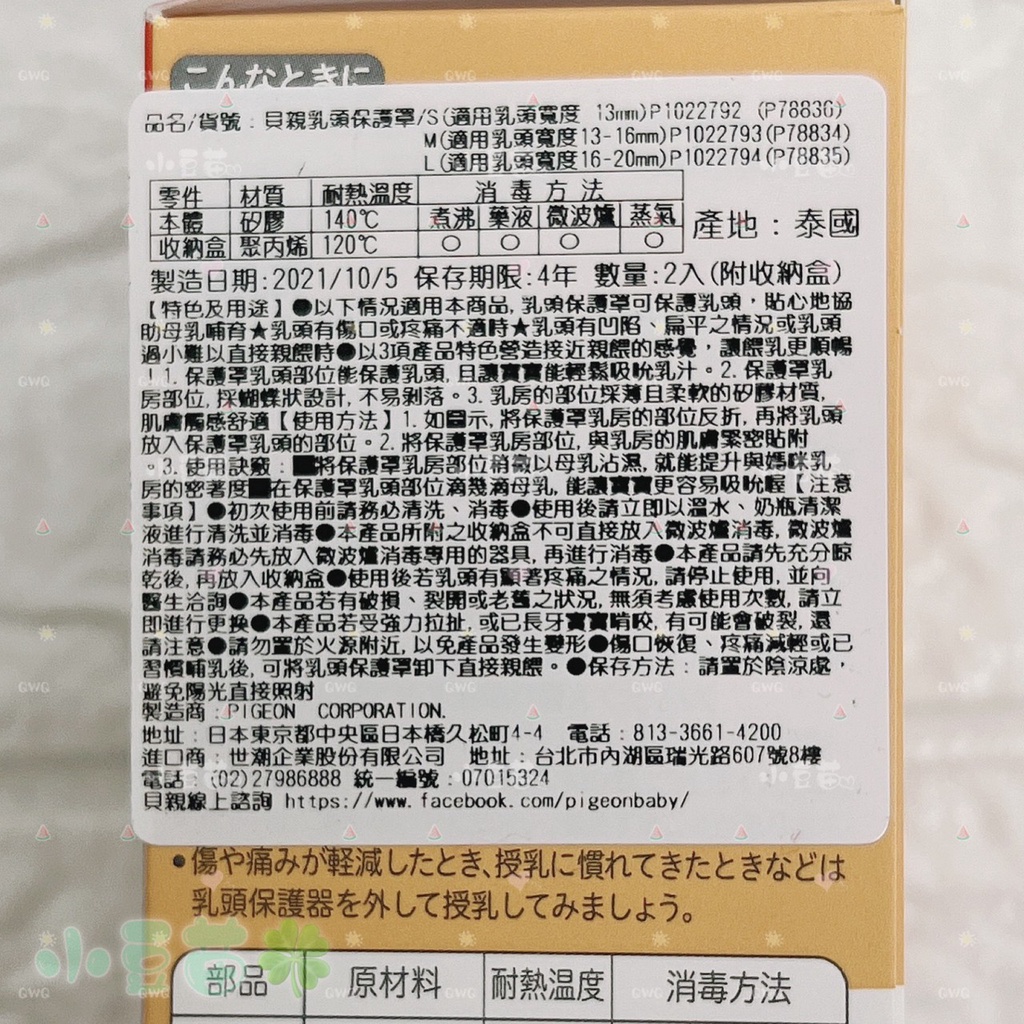 こんなときに
品名/貨號：貝親乳頭保護罩/S(適用乳頭寬度 13mm)P1022792 (P78836)
M(適用乳頭寬度13-16mm)P1022793(P78834)
L(適用乳頭寬度16-20mm)P1022794(P78835)
零件 材質 耐熱溫度 消毒方法
本體 矽膠 140℃ 煮沸 藥液 微波爐 蒸氣
收納盒 聚丙烯 120℃ ○ ○ ○ ○
產地：泰國
製造日期:2021/10/5 保存期限:4年 數量:2入(附收納盒)
【特色及用途】●以下情況適用本商品,乳頭保護罩可保護乳頭，貼心地協
助母乳哺育★乳頭有傷口或疼痛不適時★乳頭有凹陷、扁平之情況或乳頭
過小難以直接親餵時●以3項產品特色營造接近親餵的感覺，讓餵乳更順暢
！1.保護罩乳頭部位能保護乳頭,且讓寶寶能輕鬆吸吮乳汁。2.保護罩乳
房部位,採蝴蝶狀設計,不易剝落。3.乳房的部位採薄且柔軟的矽膠材質,
肌膚觸感舒適【使用方法】1.如圖示,將保護罩乳房的部位反折,再將乳頭
放入保護罩乳頭的部位。2.將保護罩乳房部位,與乳房的肌膚緊密貼附
。3.使用訣竅：■將保護罩乳房部位稍微以母乳沾濕,就能提升與媽咪乳
房的密著度■在保護罩乳頭部位滴幾滴母乳,能讓寶寶更容易吸吮喔【注意
事項】●初次使用前請務必清洗、消毒●使用後請立即以溫水、奶瓶清潔
液進行清洗並消毒●本產品所附之收納盒不可直接放入微波爐消毒,微波爐
消毒請務必先放入微波爐消毒專用的器具,再進行消毒●本產品請先充分晾
乾後,再放入收納盒●使用後若乳頭有顯著疼痛之情況,請停止使用,並向
醫生洽詢●本產品若有破損、裂開或老舊之狀況,無須考慮使用次數,請立
即進行更換●本產品若受強力拉扯,或已長牙寶寶啃咬,有可能會破裂,還
請注意●請勿置於火源附近,以免產品發生變形●傷口恢復、疼痛減輕或已
習慣哺乳後,可將乳頭保護罩卸下直接親餵。●保存方法：請置於陰涼處，
避免陽光直接照射
製造商：PIGEON CORPORATION.
地址：日本東京都中央區日本橋久松町4-4 電話：813-3661-4200
進口商：世潮企業股份有限公司 地址：台北市內湖區瑞光路607號8樓
電話：(02)27986888 統一編號：07015324
貝親線上諮詢 https://www.facebook.com/pigeonbaby/
●傷や痛みが軽減したとき、授乳に慣れてきたときなどは
乳頭保護器を外して授乳してみましょう。
小豆苗
部品 原材料 耐熱温度 消毒方法